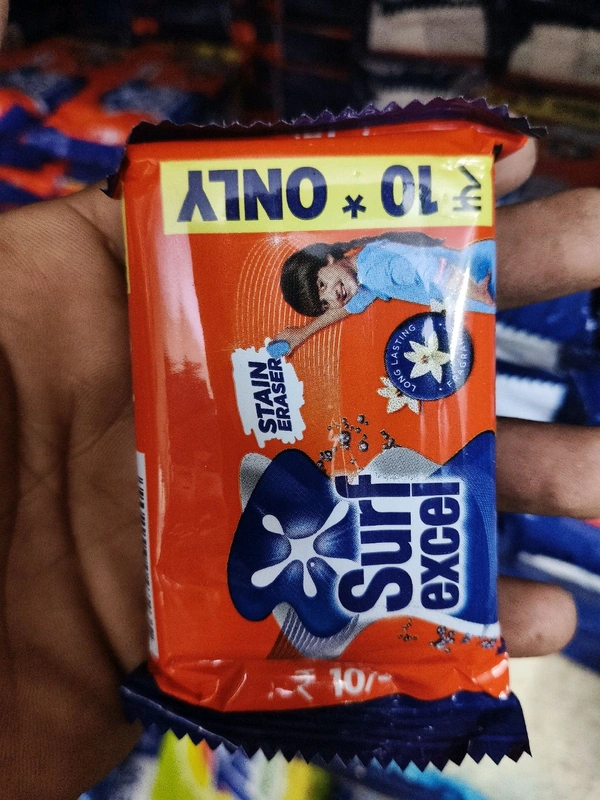 ₹ 10 * ONLY
STAIN
ERASER
LONG LASTING
Surf
excel
₹ 10/-